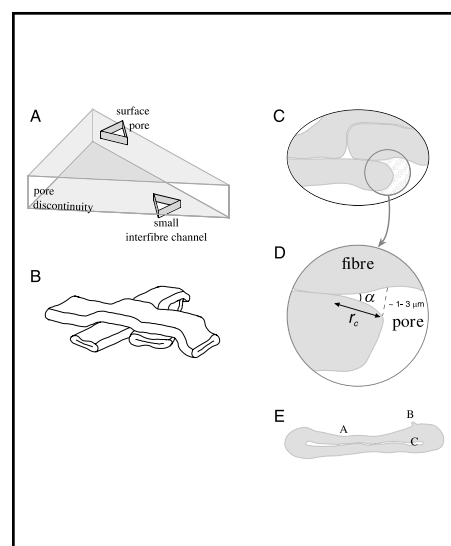 A
surface
pore
pore
discontinuity
small
interfibre channel
B
C
D
fibre
α
~ 1- 3 μm
r_c
pore
E
A
B
C